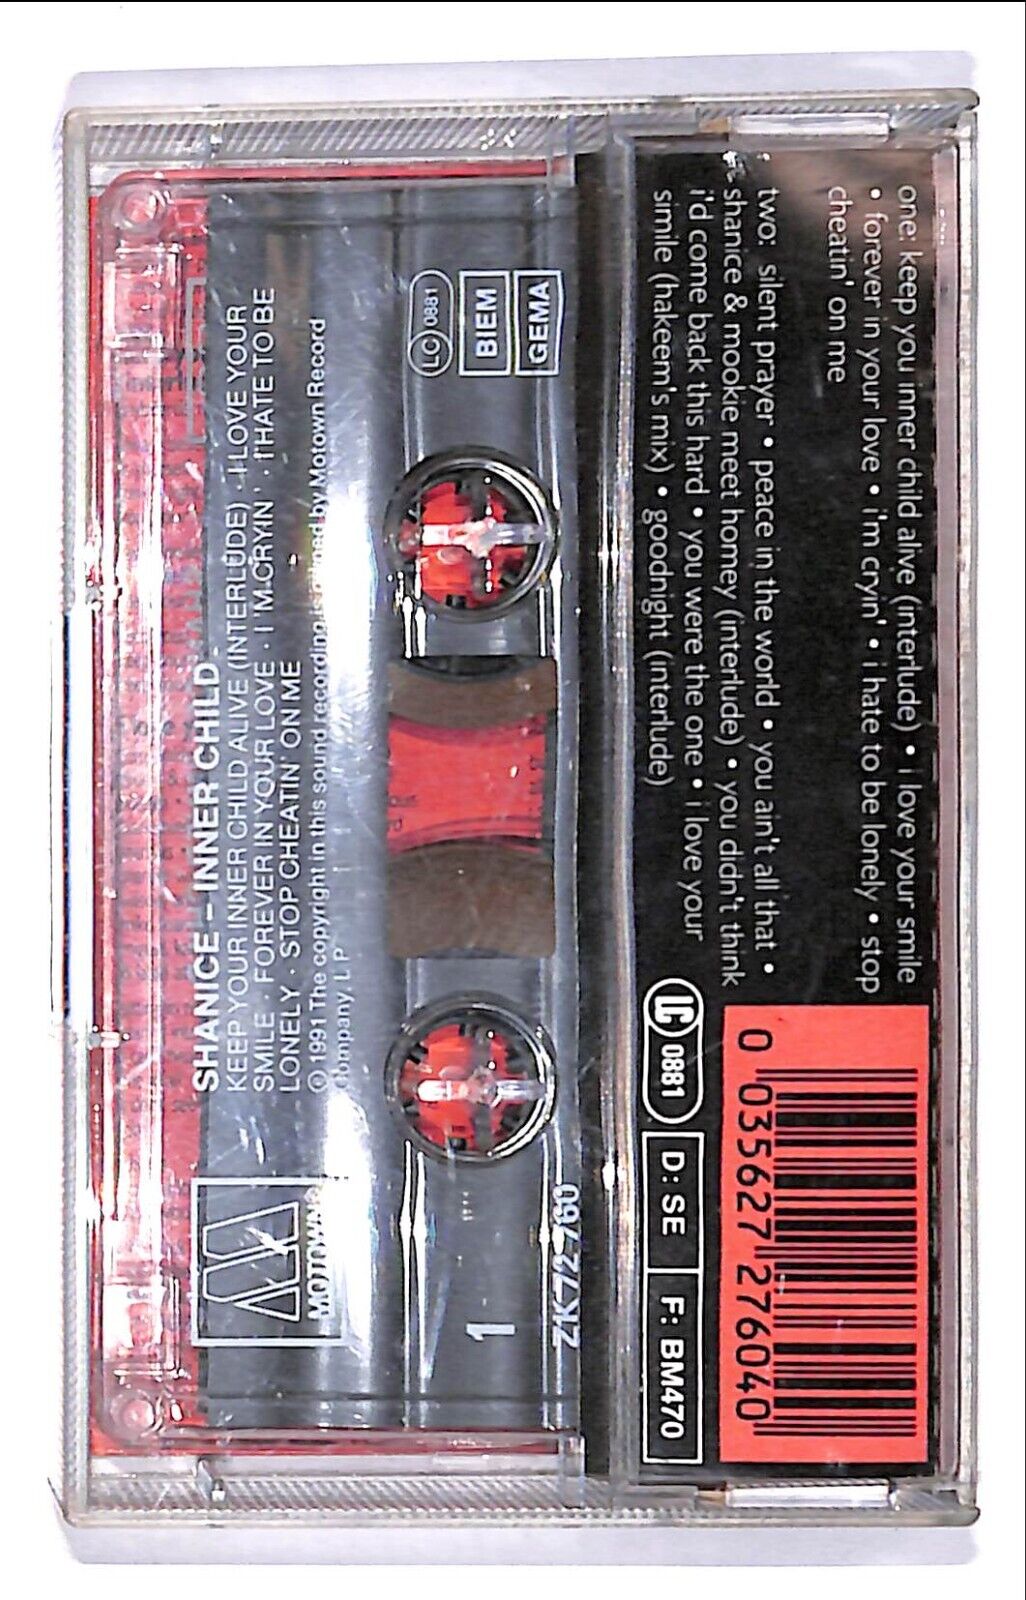 SHANICE – INNER CHILD
KEEP YOUR INNER CHILD ALIVE (INTERLUDE) · I LOVE YOUR
SMILE · FOREVER IN YOUR LOVE · I'M CRYIN' · I HATE TO BE
LONELY · STOP CHEATIN' ON ME
© 1991 The copyright in this sound recording is owned by Motown Record
Company L P
MOTOWN
LC 0881
BIEM
GEMA
1
ZK 72 760
one: keep you inner child alive (interlude) • i love your smile
• forever in your love • i'm cryin' • i hate to be lonely • stop
cheatin' on me
two: silent prayer • peace in the world • you ain't all that •
shanice & mookie meet homey (interlude) • you didn't think
i'd come back this hard • you were the one • i love your
simile (hakeem's mix) • goodnight (interlude)
LC 0881
D: SE
F: BM470
0 035627 276040